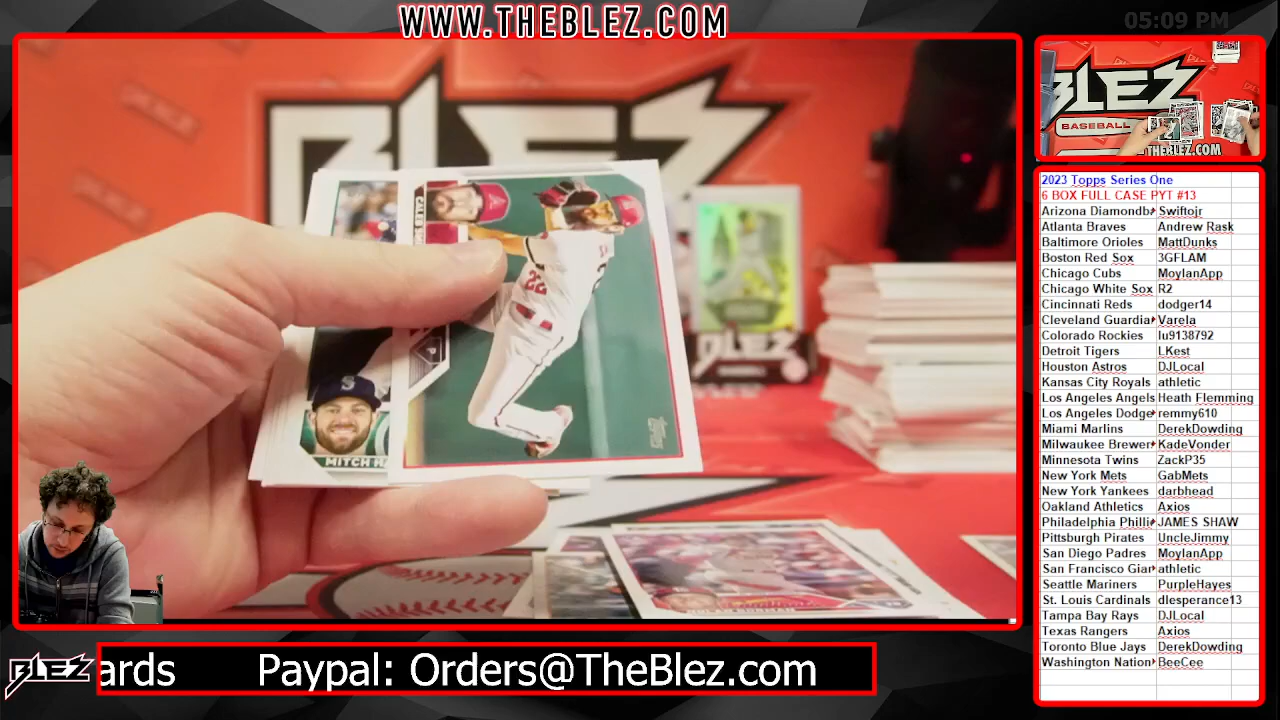 WWW.THEBLEZ.COM
05:09 PM
BLEZ
BLEZ
BASEBALL
THEBLEZ.COM
CALEB
22
P
Topps
S
MITCH
BLEZ
2023 Topps Series One
6 BOX FULL CASE PYT #13
Arizona Diamondba Swiftojr
Atlanta Braves Andrew Rask
Baltimore Orioles MattDunks
Boston Red Sox 3GFLAM
Chicago Cubs MoylanApp
Chicago White Sox R2
Cincinnati Reds dodger14
Cleveland Guardia Varela
Colorado Rockies lu9138792
Detroit Tigers LKest
Houston Astros DJLocal
Kansas City Royals athletic
Los Angeles Angels Heath Flemming
Los Angeles Dodge remmy610
Miami Marlins DerekDowding
Milwaukee Brewer KadeVonder
Minnesota Twins ZackP35
New York Mets GabMets
New York Yankees darbhead
Oakland Athletics Axios
Philadelphia Philli JAMES SHAW
Pittsburgh Pirates UncleJimmy
San Diego Padres MoylanApp
San Francisco Gian athletic
Seattle Mariners PurpleHayes
St. Louis Cardinals dlesperance13
Tampa Bay Rays DJLocal
Texas Rangers Axios
Toronto Blue Jays DerekDowding
Washington Nation BeeCee
BLEZ
ards Paypal: Orders@TheBlez.com